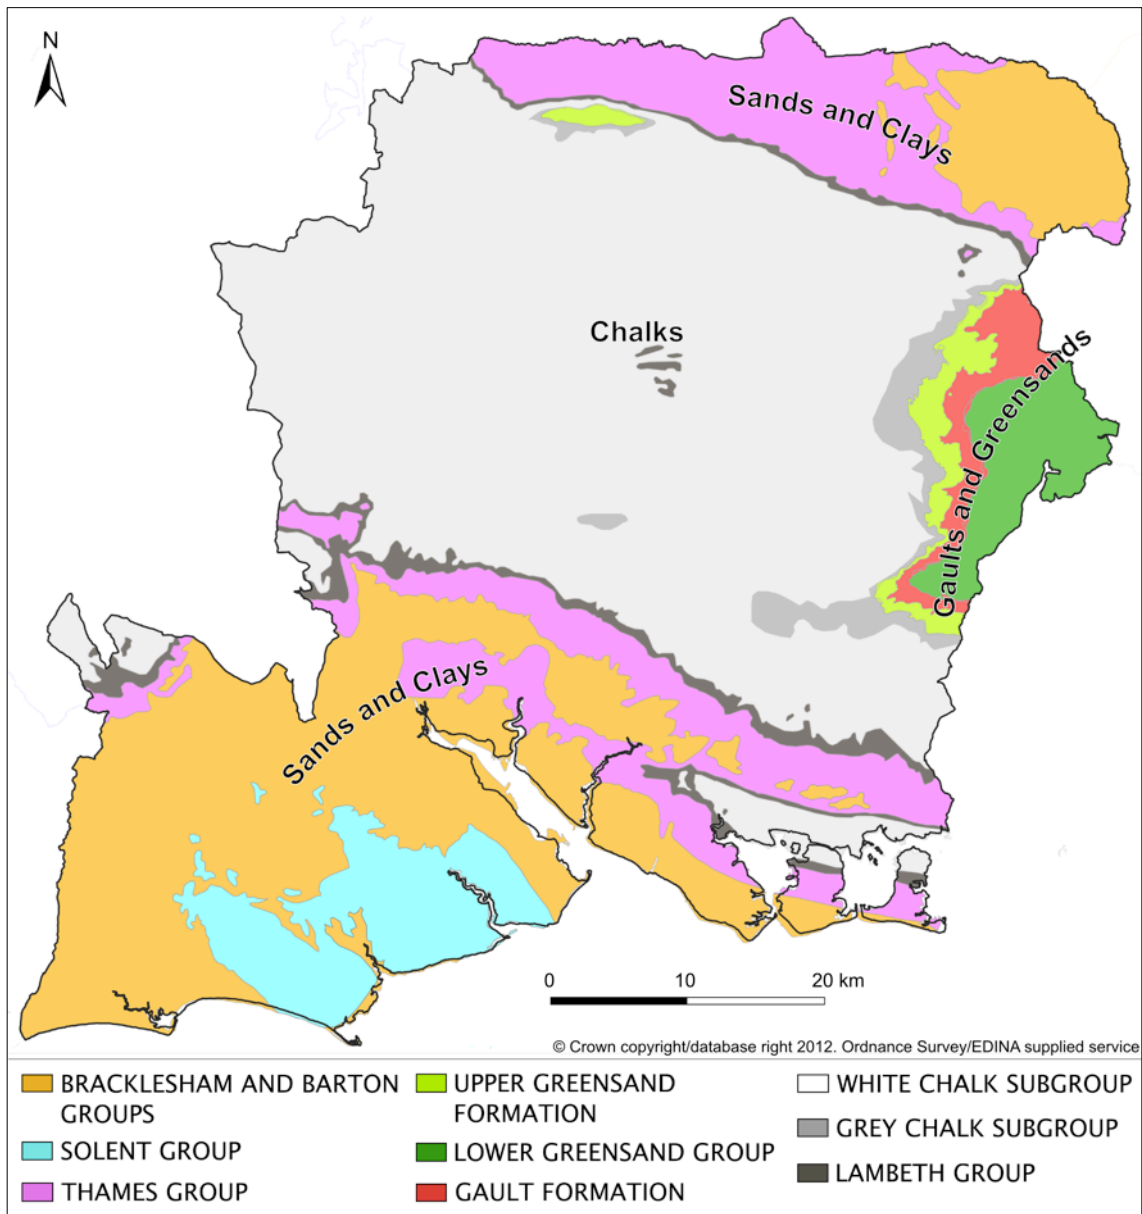 N
Sands and Clays
Chalks
Gaults and Greensands
Sands and Clays
0 10 20 km
© Crown copyright/database right 2012. Ordnance Survey/EDINA supplied service
BRACKLESHAM AND BARTON
GROUPS
SOLENT GROUP
THAMES GROUP
UPPER GREENSAND
FORMATION
LOWER GREENSAND GROUP
GAULT FORMATION
WHITE CHALK SUBGROUP
GREY CHALK SUBGROUP
LAMBETH GROUP